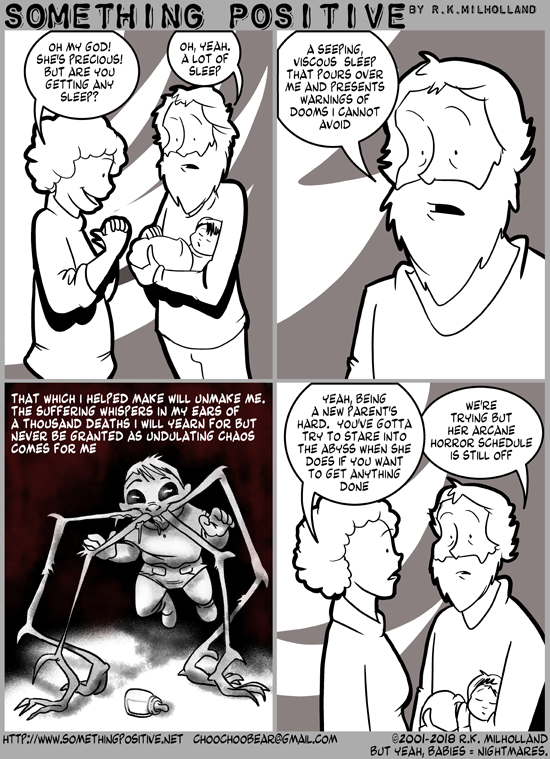 SOMETHING POSITIVE BY R.K.MILHOLLAND
OH MY GOD!
SHE'S PRECIOUS!
BUT ARE YOU
GETTING ANY
SLEEP?
OH, YEAH.
A LOT OF
SLEEP
A SEEPING,
VISCOUS SLEEP
THAT POURS OVER
ME AND PRESENTS
WARNINGS OF
DOOMS I CANNOT
AVOID
THAT WHICH I HELPED MAKE WILL UNMAKE ME.
THE SUFFERING WHISPERS IN MY EARS OF
A THOUSAND DEATHS I WILL YEARN FOR BUT
NEVER BE GRANTED AS UNDULATING CHAOS
COMES FOR ME
YEAH, BEING
A NEW PARENT'S
HARD. YOU'VE GOTTA
TRY TO STARE INTO
THE ABYSS WHEN SHE
DOES IF YOU WANT
TO GET ANYTHING
DONE
WE'RE
TRYING BUT
HER ARCANE
HORROR SCHEDULE
IS STILL OFF
HTTP://WWW.SOMETHINGPOSITIVE.NET CHOOCHOOBEAR@GMAIL.COM
©2001-2018 R.K. MILHOLLAND
BUT YEAH, BABIES = NIGHTMARES.